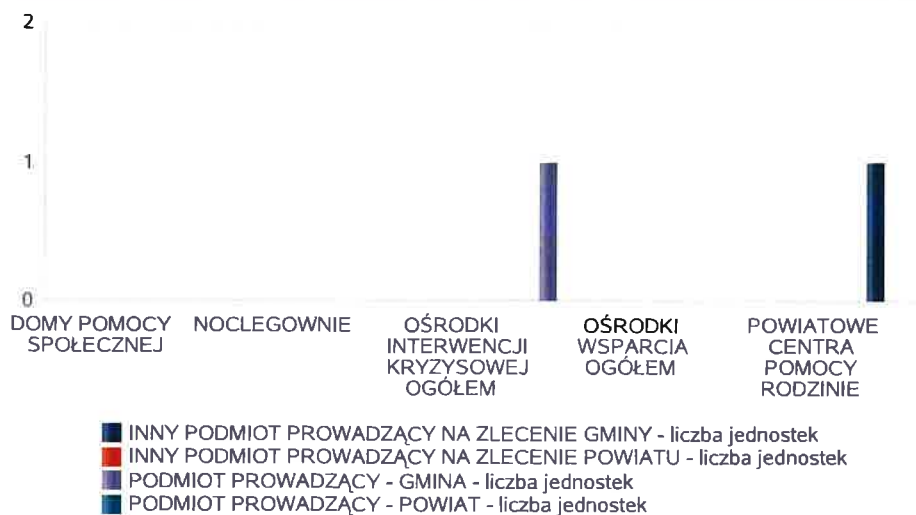 2
1
0
DOMY POMOCY
SPOŁECZNEJ
NOCLEGOWNIE
OŚRODKI
INTERWENCJI
KRYZYSOWEJ
OGÓŁEM
OŚRODKI
WSPARCIA
OGÓŁEM
POWIATOWE
CENTRA
POMOCY
RODZINIE
INNY PODMIOT PROWADZĄCY NA ZLECENIE GMINY - liczba jednostek
INNY PODMIOT PROWADZĄCY NA ZLECENIE POWIATU - liczba jednostek
PODMIOT PROWADZĄCY - GMINA - liczba jednostek
PODMIOT PROWADZĄCY - POWIAT - liczba jednostek